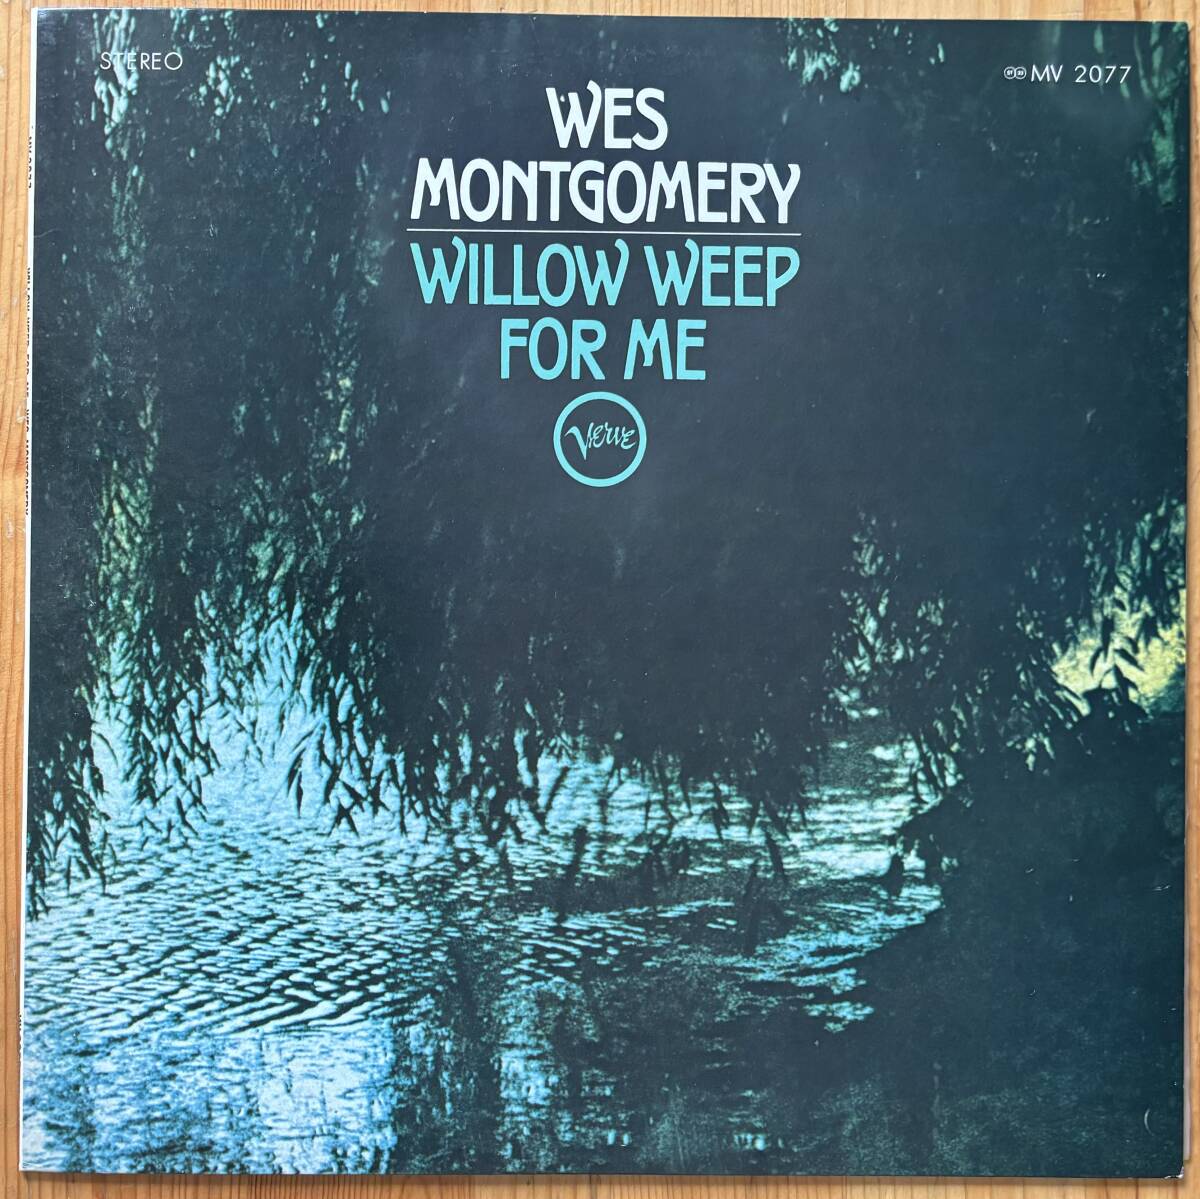 STEREO
MV 2077
WES
MONTGOMERY
WILLOW WEEP
FOR ME
Verve